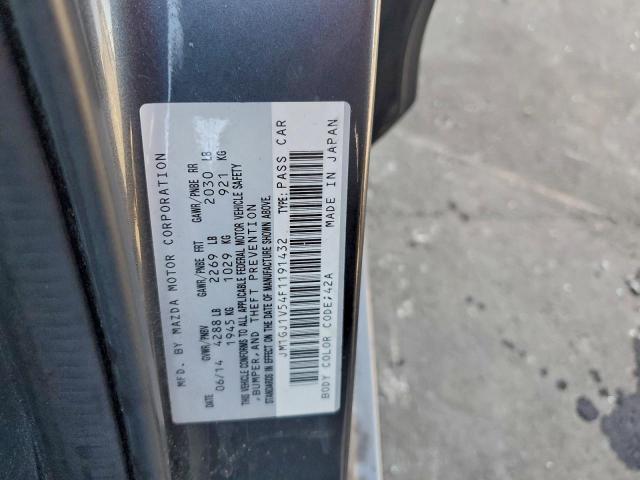 MFD. BY MAZDA MOTOR CORPORATION
DATE GVWR/PNBV GAWR/PNBE FRT GAWR/PNBE RR
06/14 4288 LB 2269 LB 2030 LB
1945 KG 1029 KG 921 KG
THIS VEHICLE CONFORMS TO ALL APPLICABLE FEDERAL MOTOR VEHICLE SAFETY
, BUMPER, AND THEFT PREVENTION
STANDARDS IN EFFECT ON THE DATE OF MANUFACTURE SHOWN ABOVE.
JM1GJ1V54F1191432 TYPE: PASS CAR
BODY COLOR CODE;42A MADE IN JAPAN